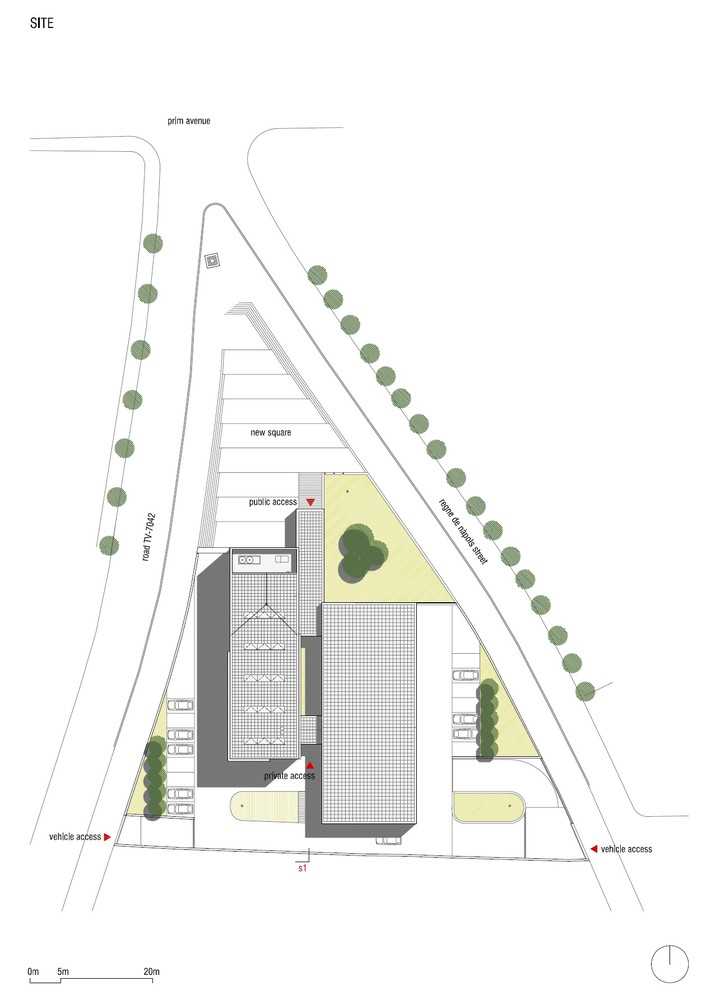 SITE
prim avenue
new square
public access
road TV-7042
regne de nàpols street
private access
vehicle access
vehicle access
s1
0m 5m 20m